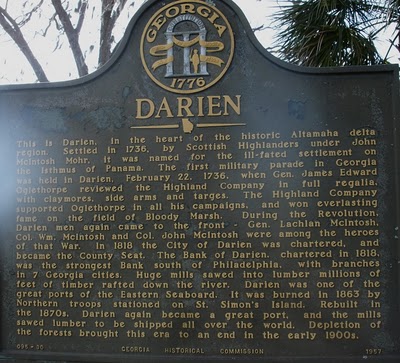 GEORGIA
1776
DARIEN
This is Darien, in the heart of the historic Altamaha delta
region. Settled in 1736, by Scottish Highlanders under John
McIntosh Mohr, it was named for the ill-fated settlement on
the Isthmus of Panama. The first military parade in Georgia
was held in Darien, February 22, 1736, when Gen. James Edward
Oglethorpe reviewed the Highland Company in full regalia,
with claymores, side arms and targes. The Highland Company
supported Oglethorpe in all his campaigns, and won everlasting
fame on the field of Bloody Marsh. During the Revolution,
Darien men again came to the front - Gen. Lachlan McIntosh,
Col. Wm. McIntosh and Col. John McIntosh were among the heroes
of that War. In 1818 the City of Darien was chartered, and
became the County Seat. The Bank of Darien, chartered in 1818,
was the strongest Bank south of Philadelphia, with branches
in 7 Georgia cities. Huge mills sawed into lumber millions of
feet of timber rafted down the river. Darien was one of the
great ports of the Eastern Seaboard. It was burned in 1863 by
Northern troops stationed on St. Simon's Island. Rebuilt in
the 1870s, Darien again became a great port, and the mills
sawed lumber to be shipped all over the world. Depletion of
the forests brought this era to an end in the early 1900s.
GEORGIA HISTORICAL COMMISSION 1957